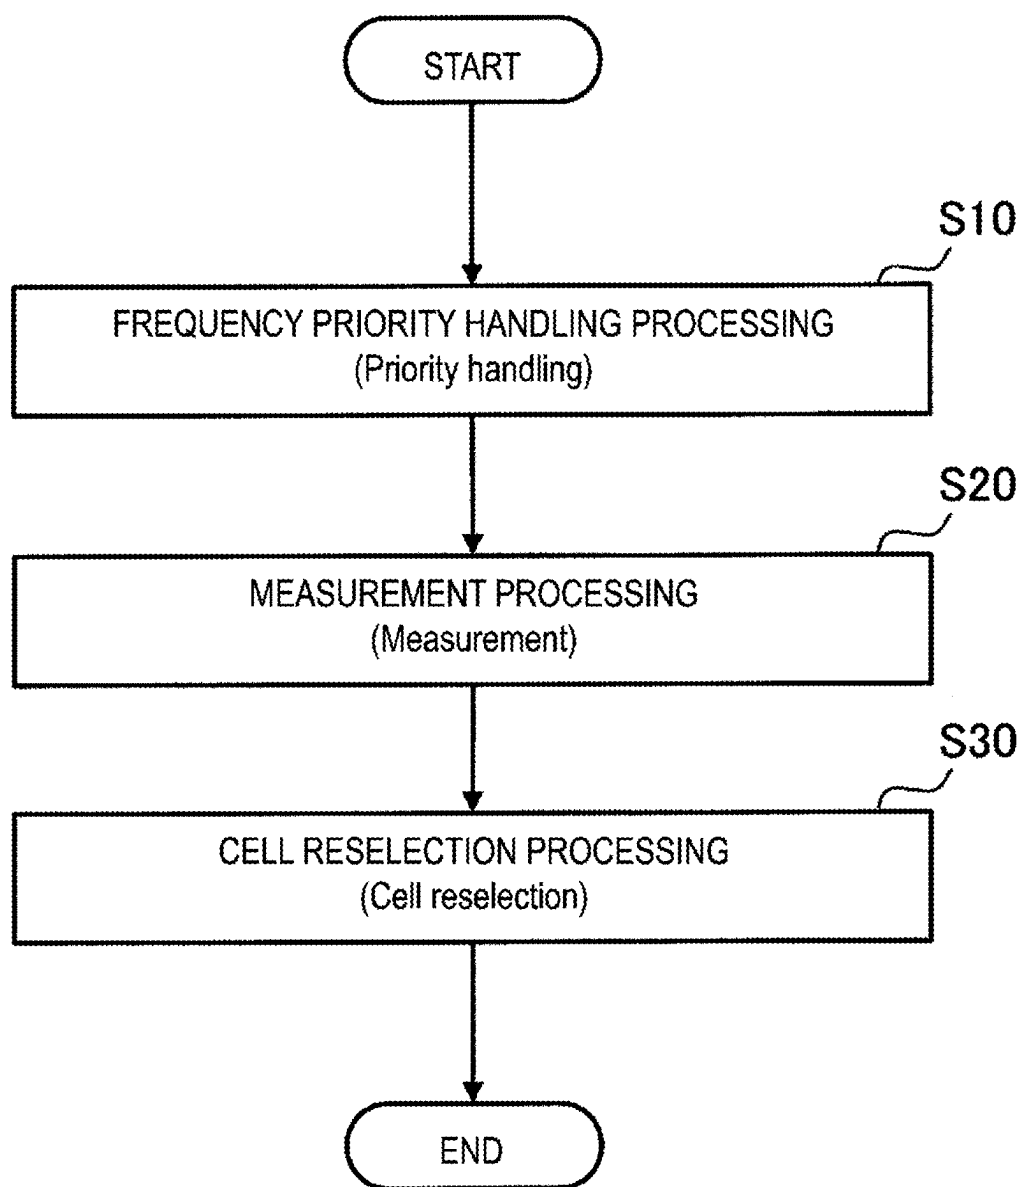 START
S10
FREQUENCY PRIORITY HANDLING PROCESSING
(Priority handling)
S20
MEASUREMENT PROCESSING
(Measurement)
S30
CELL RESELECTION PROCESSING
(Cell reselection)
END